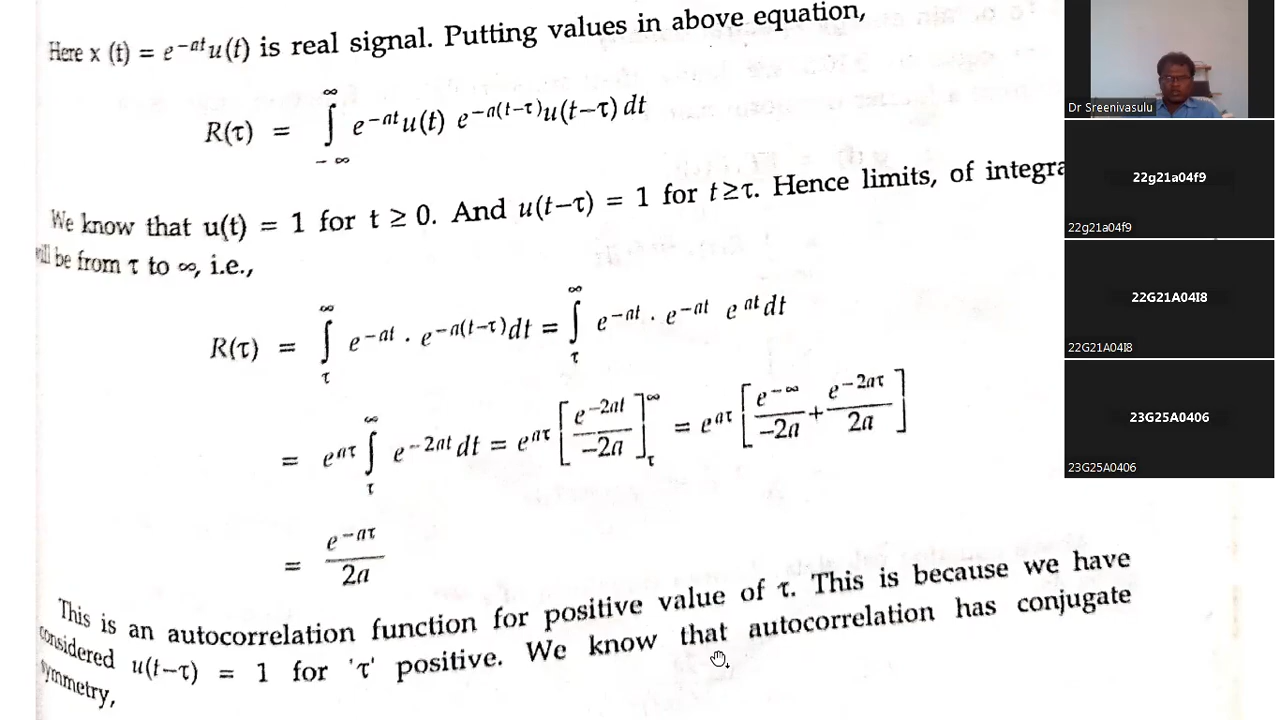 Here x (t) = e^{-at}u(t) is real signal. Putting values in above equation,
R(τ) = ∫_{-∞}^{∞} e^{-at}u(t) e^{-a(t-τ)}u(t-τ) dt
We know that u(t) = 1 for t ≥ 0. And u(t-τ) = 1 for t≥τ. Hence limits, of integra
ill be from τ to ∞, i.e.,
R(τ) = ∫_{τ}^{∞} e^{-at} . e^{-a(t-τ)}dt = ∫_{τ}^{∞} e^{-at} . e^{-at} e^{at} dt
= e^{aτ} ∫_{τ}^{∞} e^{-2at} dt = e^{aτ} [e^{-2at}/-2a]_{τ}^{∞} = e^{aτ} [e^{-∞}/-2a + e^{-2aτ}/2a]
= e^{-aτ}/2a
This is an autocorrelation function for positive value of τ. This is because we have
considered u(t-τ) = 1 for 'τ' positive. We know that autocorrelation has conjugate
symmetry,
Dr Sreenivasulu
22g21a04f9
22g21a04f9
22G21A04I8
22G21A04I8
23G25A0406
23G25A0406